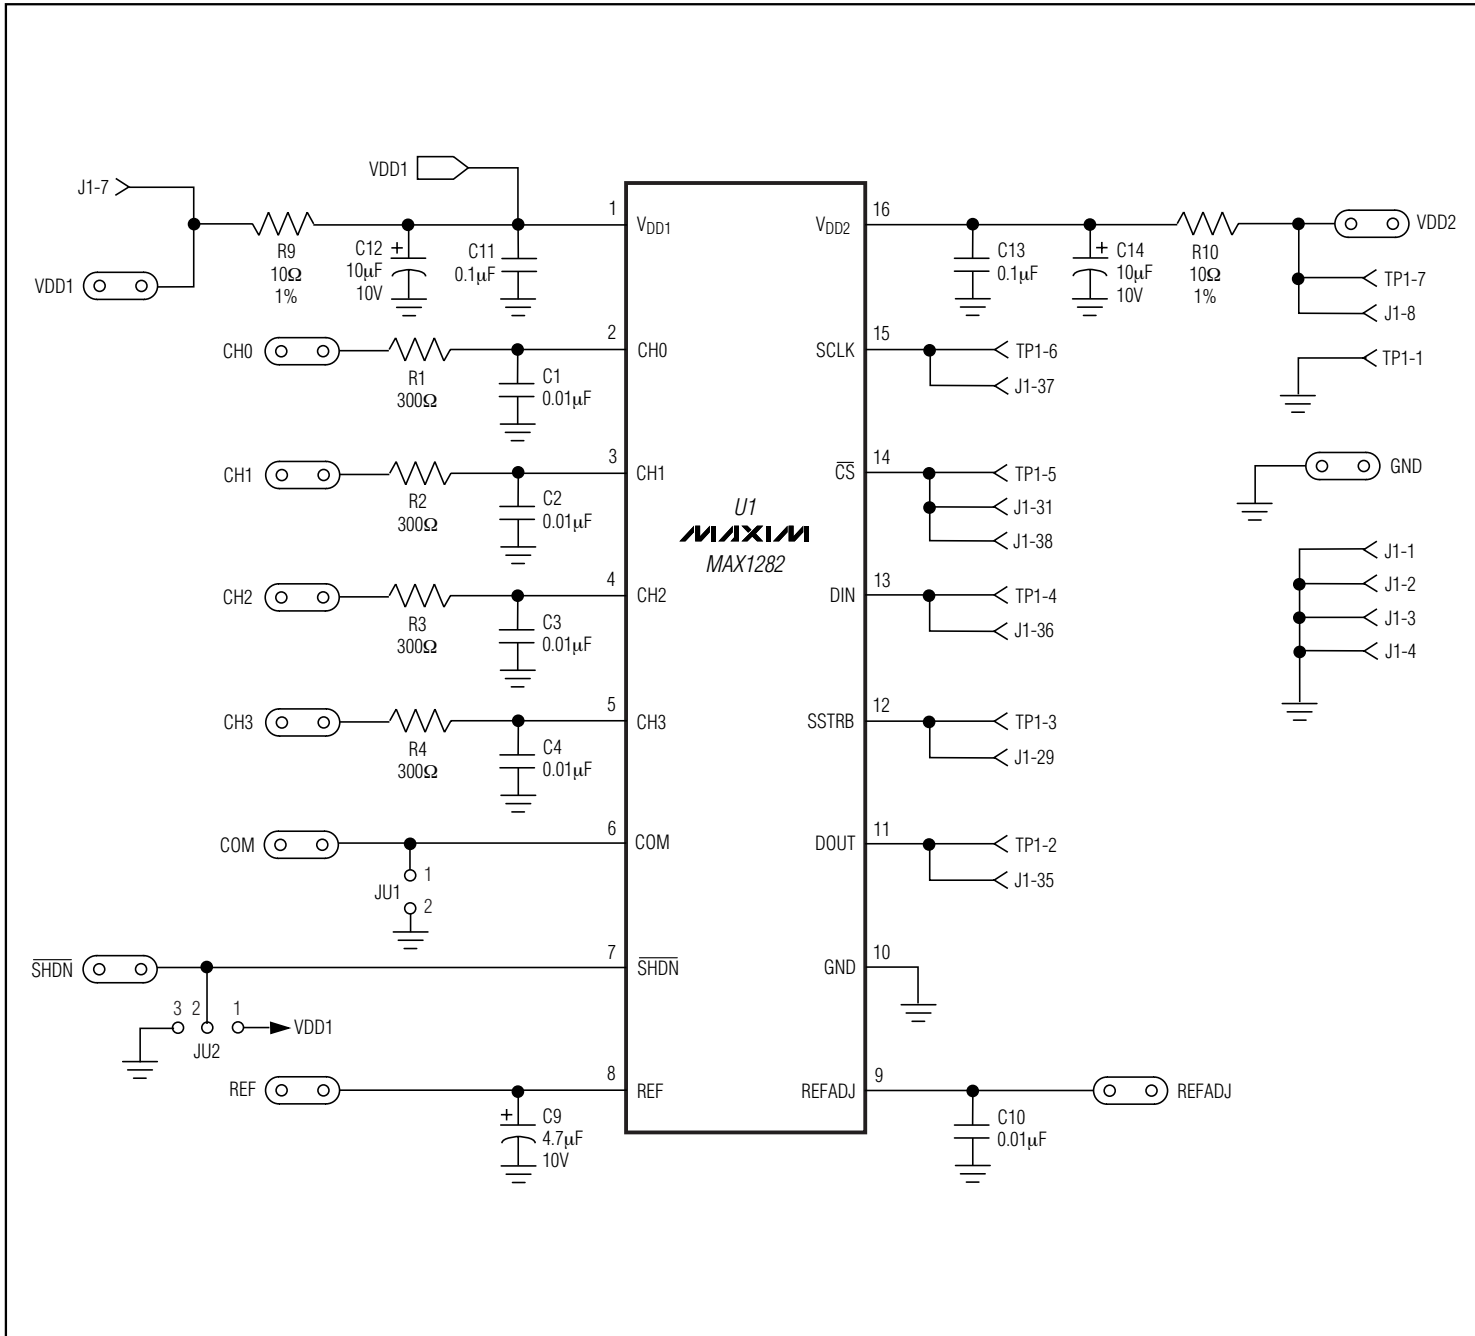 J1-7
VDD1
VDD1
R9
10Ω
1%
C12
10μF
10V
+
C11
0.1μF
CH0
R1
300Ω
C1
0.01μF
CH1
R2
300Ω
C2
0.01μF
CH2
R3
300Ω
C3
0.01μF
CH3
R4
300Ω
C4
0.01μF
COM
JU1
1
2
SHDN
3 2 1
VDD1
JU2
REF
+
C9
4.7μF
10V
1
2
3
4
5
6
7
8
VDD1
CH0
CH1
CH2
CH3
COM
SHDN
REF
U1
MAXIM
MAX1282
VDD2
SCLK
CS
DIN
SSTRB
DOUT
GND
REFADJ
16
15
14
13
12
11
10
9
C13
0.1μF
+
C14
10μF
10V
R10
10Ω
1%
VDD2
TP1-7
J1-8
TP1-1
TP1-6
J1-37
TP1-5
J1-31
J1-38
TP1-4
J1-36
TP1-3
J1-29
TP1-2
J1-35
GND
J1-1
J1-2
J1-3
J1-4
C10
0.01μF
REFADJ